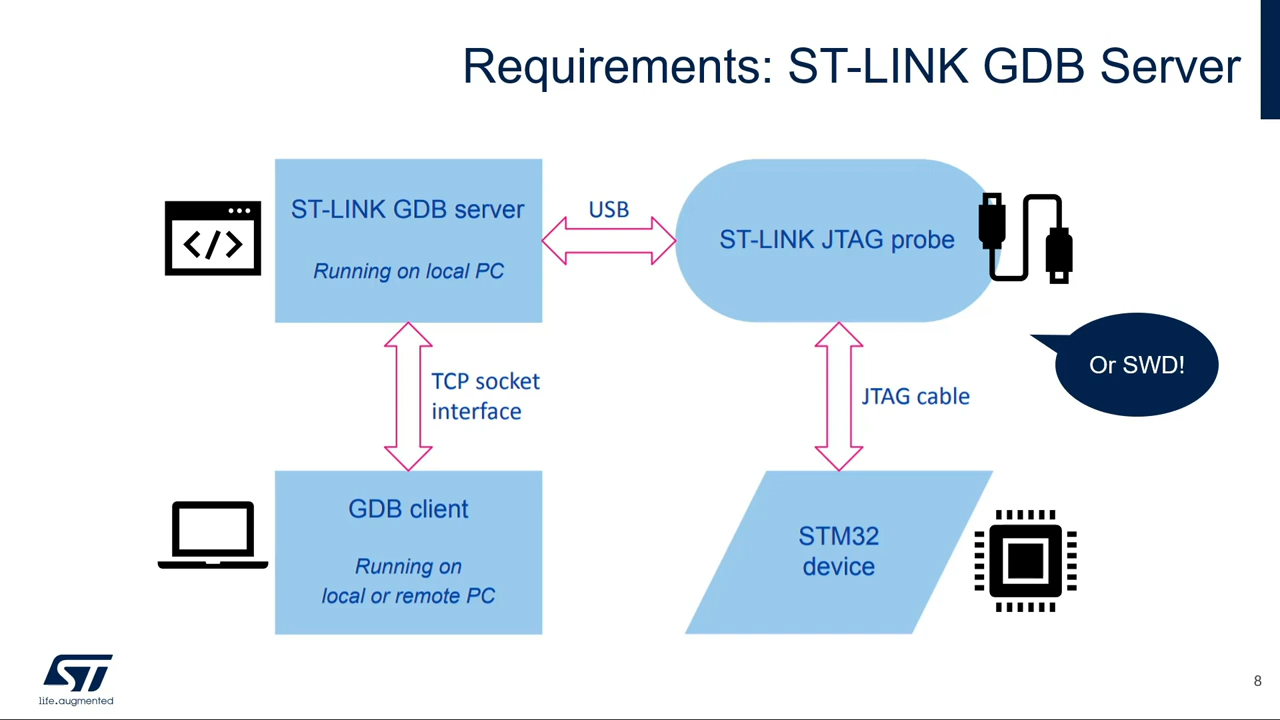 Requirements: ST-LINK GDB Server
ST-LINK GDB server
Running on local PC
USB
ST-LINK JTAG probe
Or SWD!
TCP socket
interface
JTAG cable
GDB client
Running on
local or remote PC
STM32
device
ST
life.augmented
8